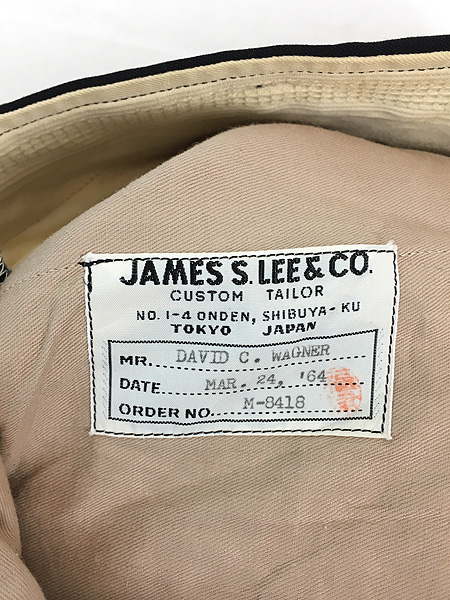 JAMES S. LEE & CO.
CUSTOM TAILOR
NO. 1-4 ONDEN, SHIBUYA-KU
TOKYO JAPAN
MR. DAVID C. WAGNER
DATE MAR. 24, '64
ORDER NO. M-8418